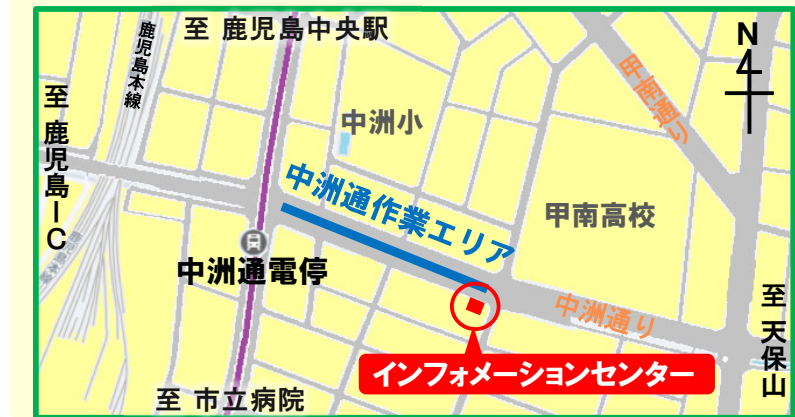 至 鹿児島中央駅
鹿児島本線
N
至 鹿児島IC
中洲小
甲南通り
中洲通作業エリア
甲南高校
中洲通電停
中洲通り
至 天保山
インフォメーションセンター
至 市立病院